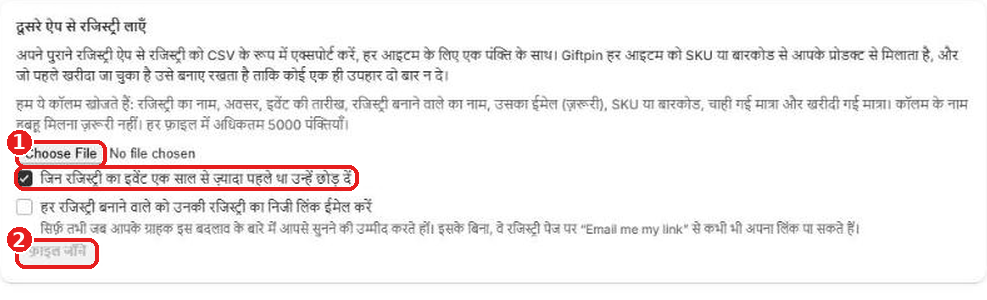 दूसरे ऐप से रजिस्ट्री लाएँ
अपने पुराने रजिस्ट्री ऐप से रजिस्ट्री को CSV के रूप में एक्सपोर्ट करें, हर आइटम के लिए एक पंक्ति के साथ। Giftpin हर आइटम को SKU या बारकोड से आपके प्रोडक्ट से मिलाता है, और
जो पहले खरीदा जा चुका है उसे बनाए रखता है ताकि कोई एक ही उपहार दो बार न दे।
हम ये कॉलम खोजते हैं: रजिस्ट्री का नाम, अवसर, इवेंट की तारीख, रजिस्ट्री बनाने वाले का नाम, उसका ईमेल (ज़रूरी), SKU या बारकोड, चाही गई मात्रा और खरीदी गई मात्रा। कॉलम के नाम
हूबहू मिलना ज़रूरी नहीं। हर फ़ाइल में अधिकतम 5000 पंक्तियाँ।
1
Choose File No file chosen
जिन रजिस्ट्री का इवेंट एक साल से ज़्यादा पहले था उन्हें छोड़ दें
हर रजिस्ट्री बनाने वाले को उनकी रजिस्ट्री का निजी लिंक ईमेल करें
सिर्फ़ तभी जब आपके ग्राहक इस बदलाव के बारे में आपसे सुनने की उम्मीद करते हों। इसके बिना, वे रजिस्ट्री पेज पर “Email me my link” से कभी भी अपना लिंक पा सकते हैं।
2
फ़ाइल जाँचें